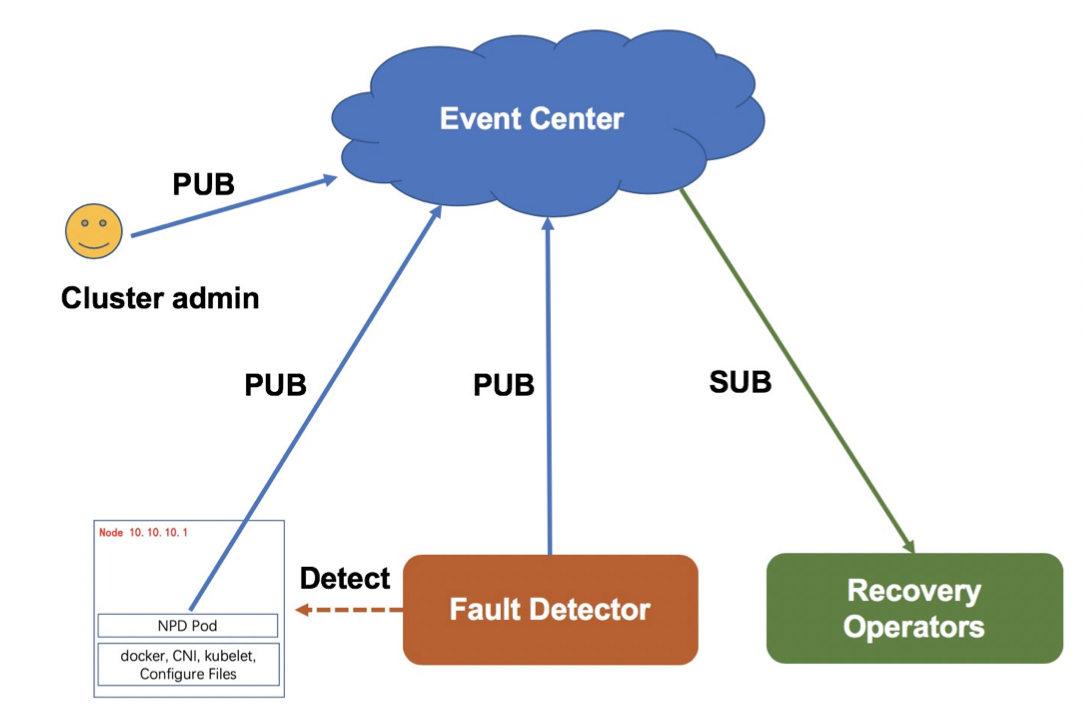 Event Center
PUB
Cluster admin
PUB
PUB
SUB
Node 10.10.10.1
NPD Pod
docker, CNI, kubelet,
Configure Files
Detect
Fault Detector
Recovery
Operators